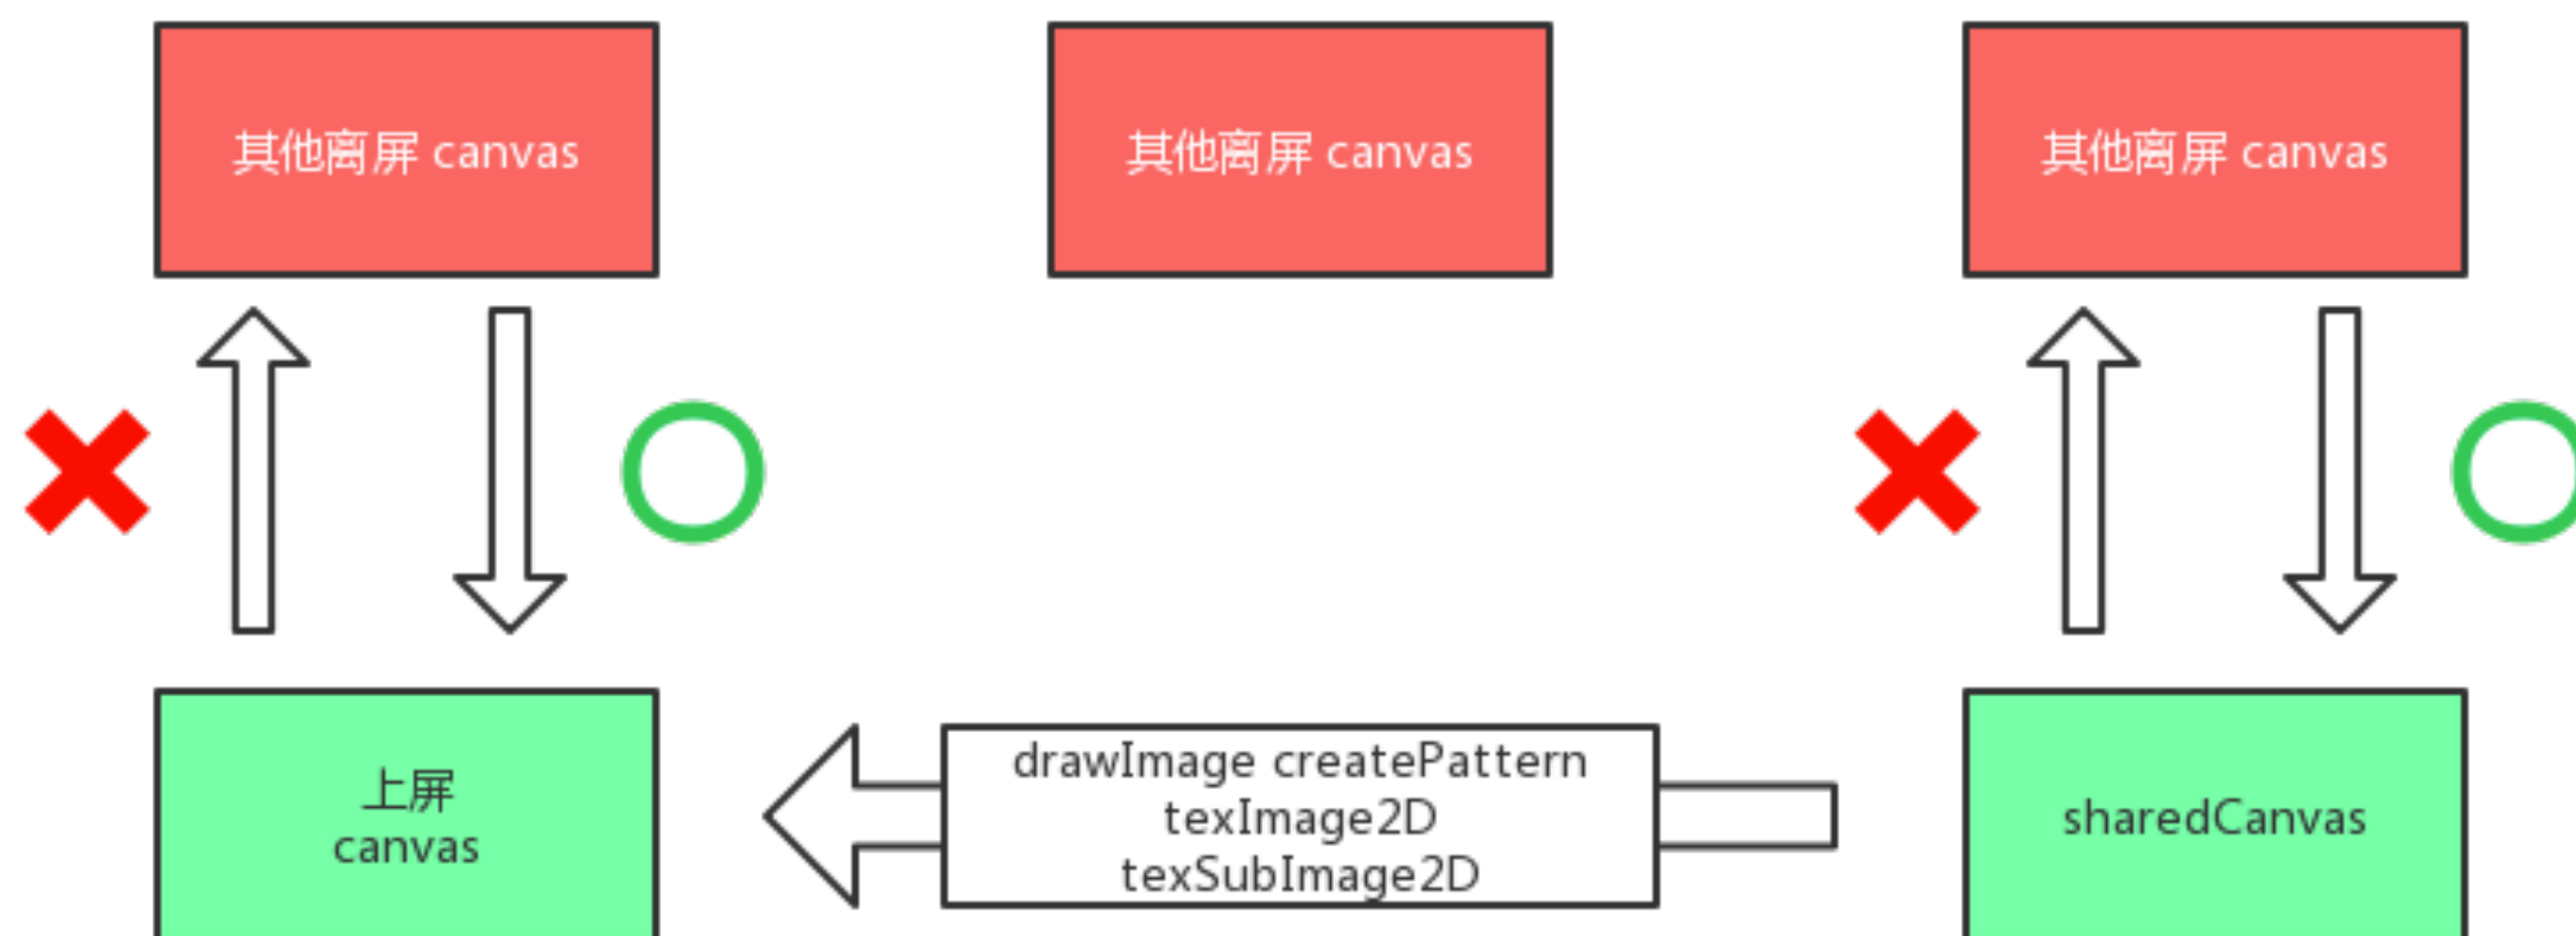 其他离屏 canvas
其他离屏 canvas
其他离屏 canvas
上屏
canvas
drawImage createPattern
texImage2D
texSubImage2D
sharedCanvas